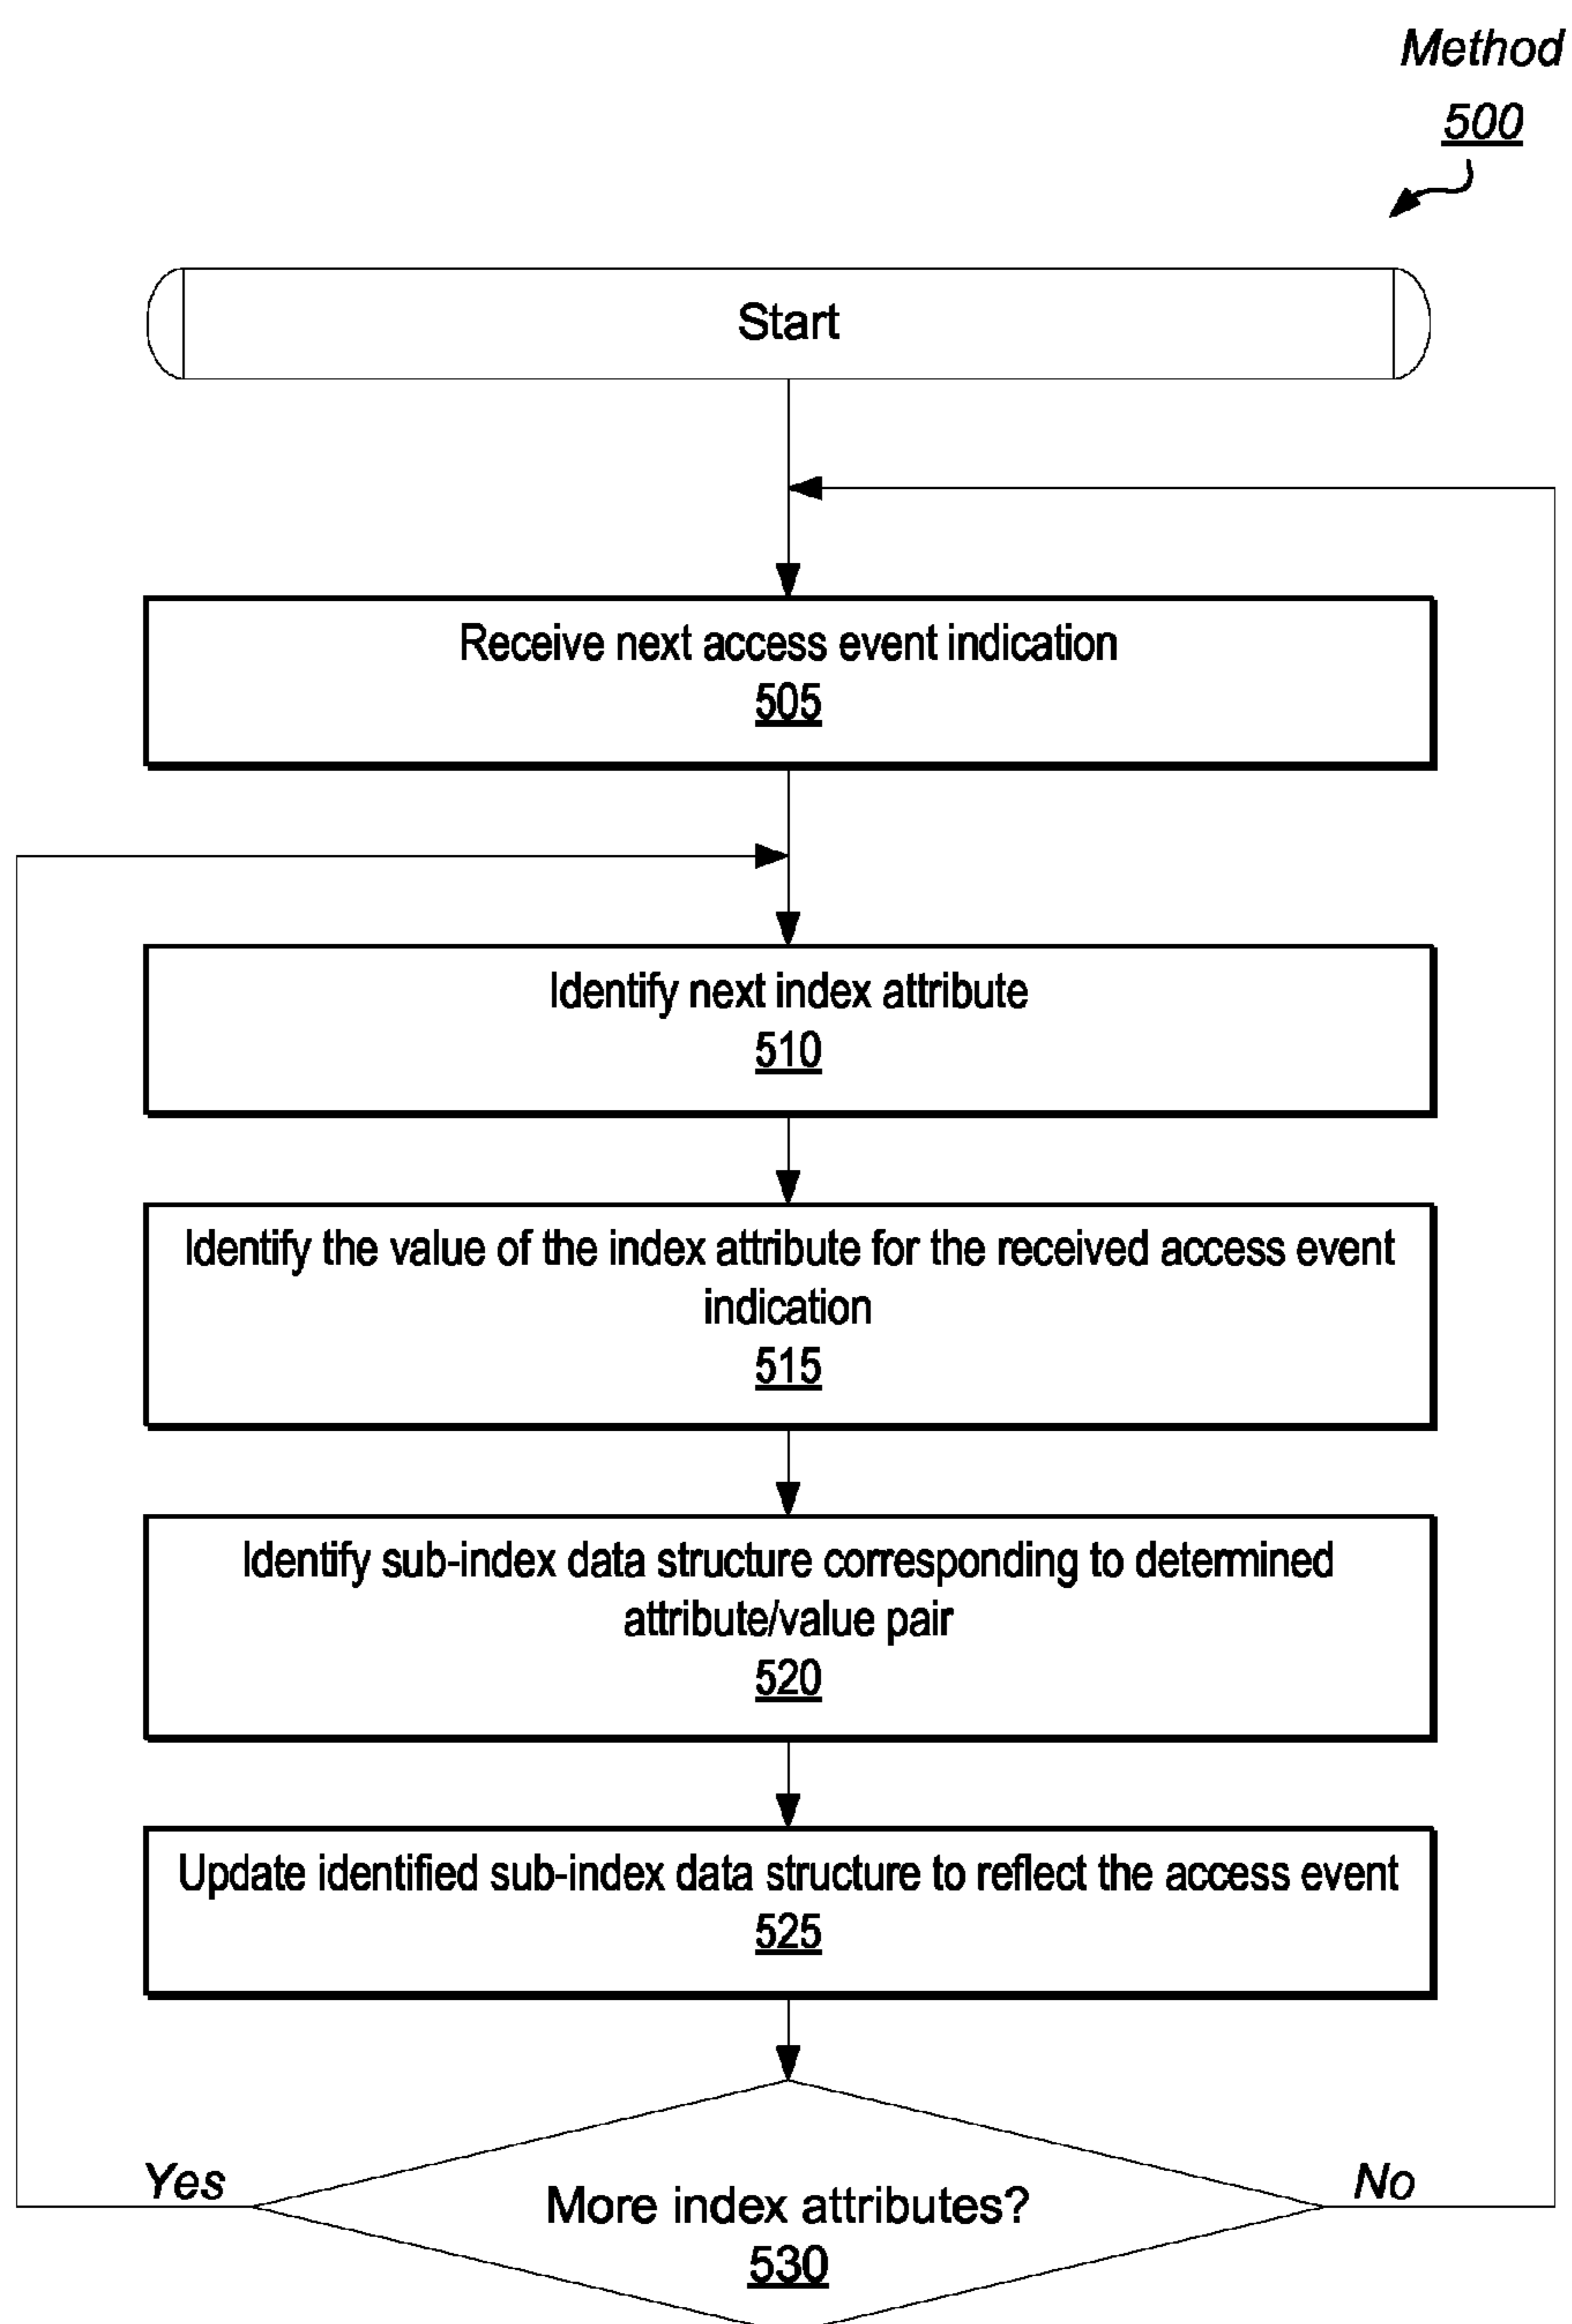 Method
500
Start
Receive next access event indication
505
Identify next index attribute
510
Identify the value of the index attribute for the received access event
indication
515
Identify sub-index data structure corresponding to determined
attribute/value pair
520
Update identified sub-index data structure to reflect the access event
525
Yes
No
More index attributes?
530